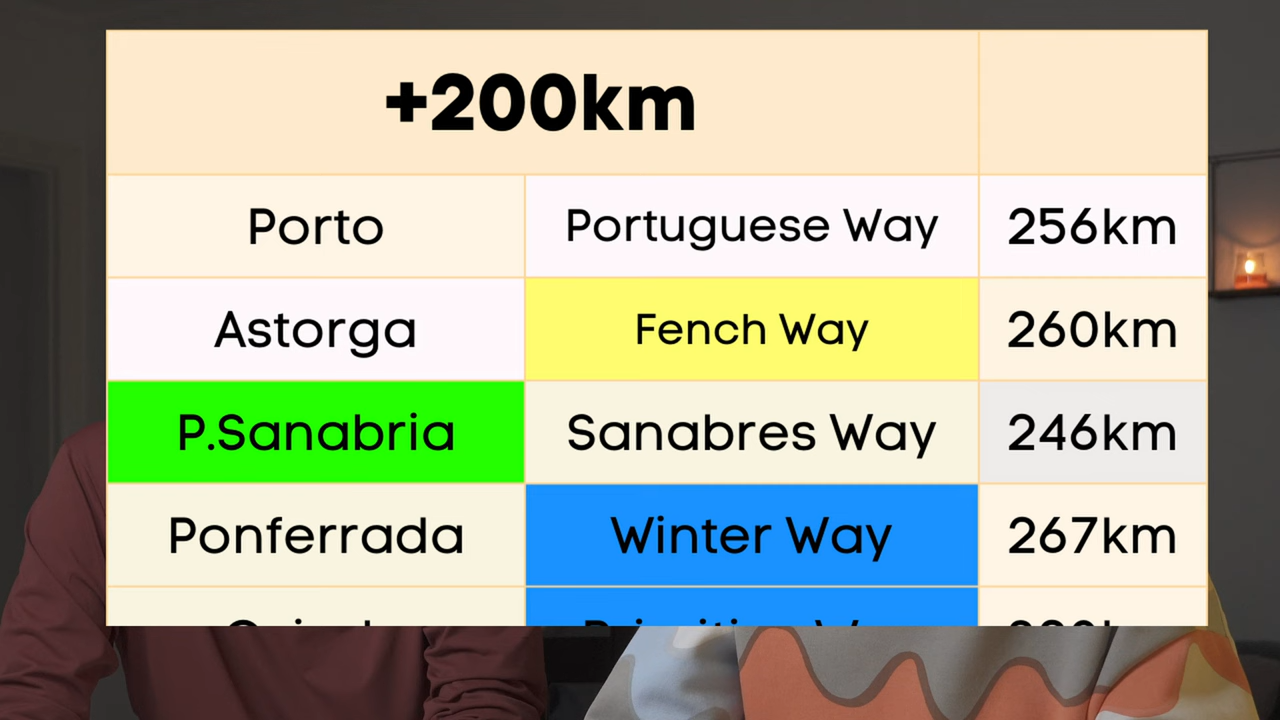 +200km
Porto Portuguese Way 256km
Astorga Fench Way 260km
P.Sanabria Sanabres Way 246km
Ponferrada Winter Way 267km